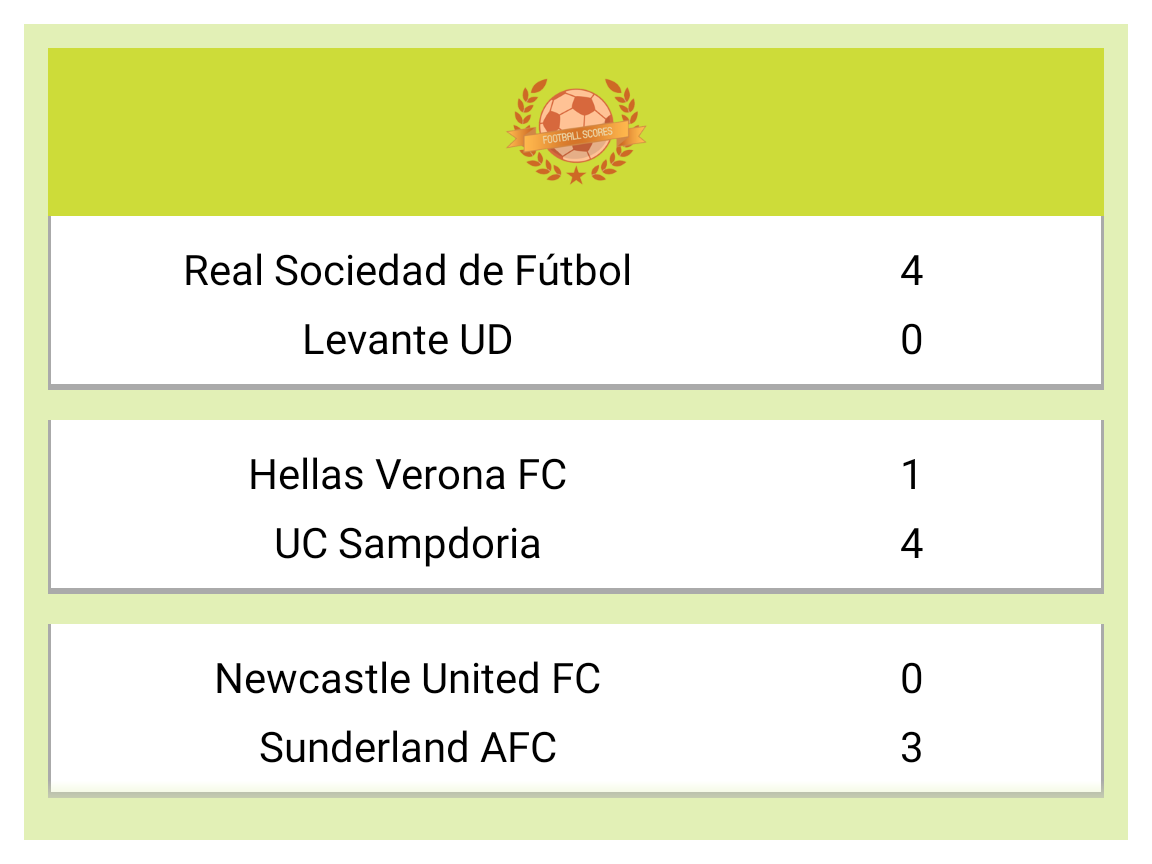 FOOTBALL SCORES
Real Sociedad de Fútbol 4
Levante UD 0
Hellas Verona FC 1
UC Sampdoria 4
Newcastle United FC 0
Sunderland AFC 3